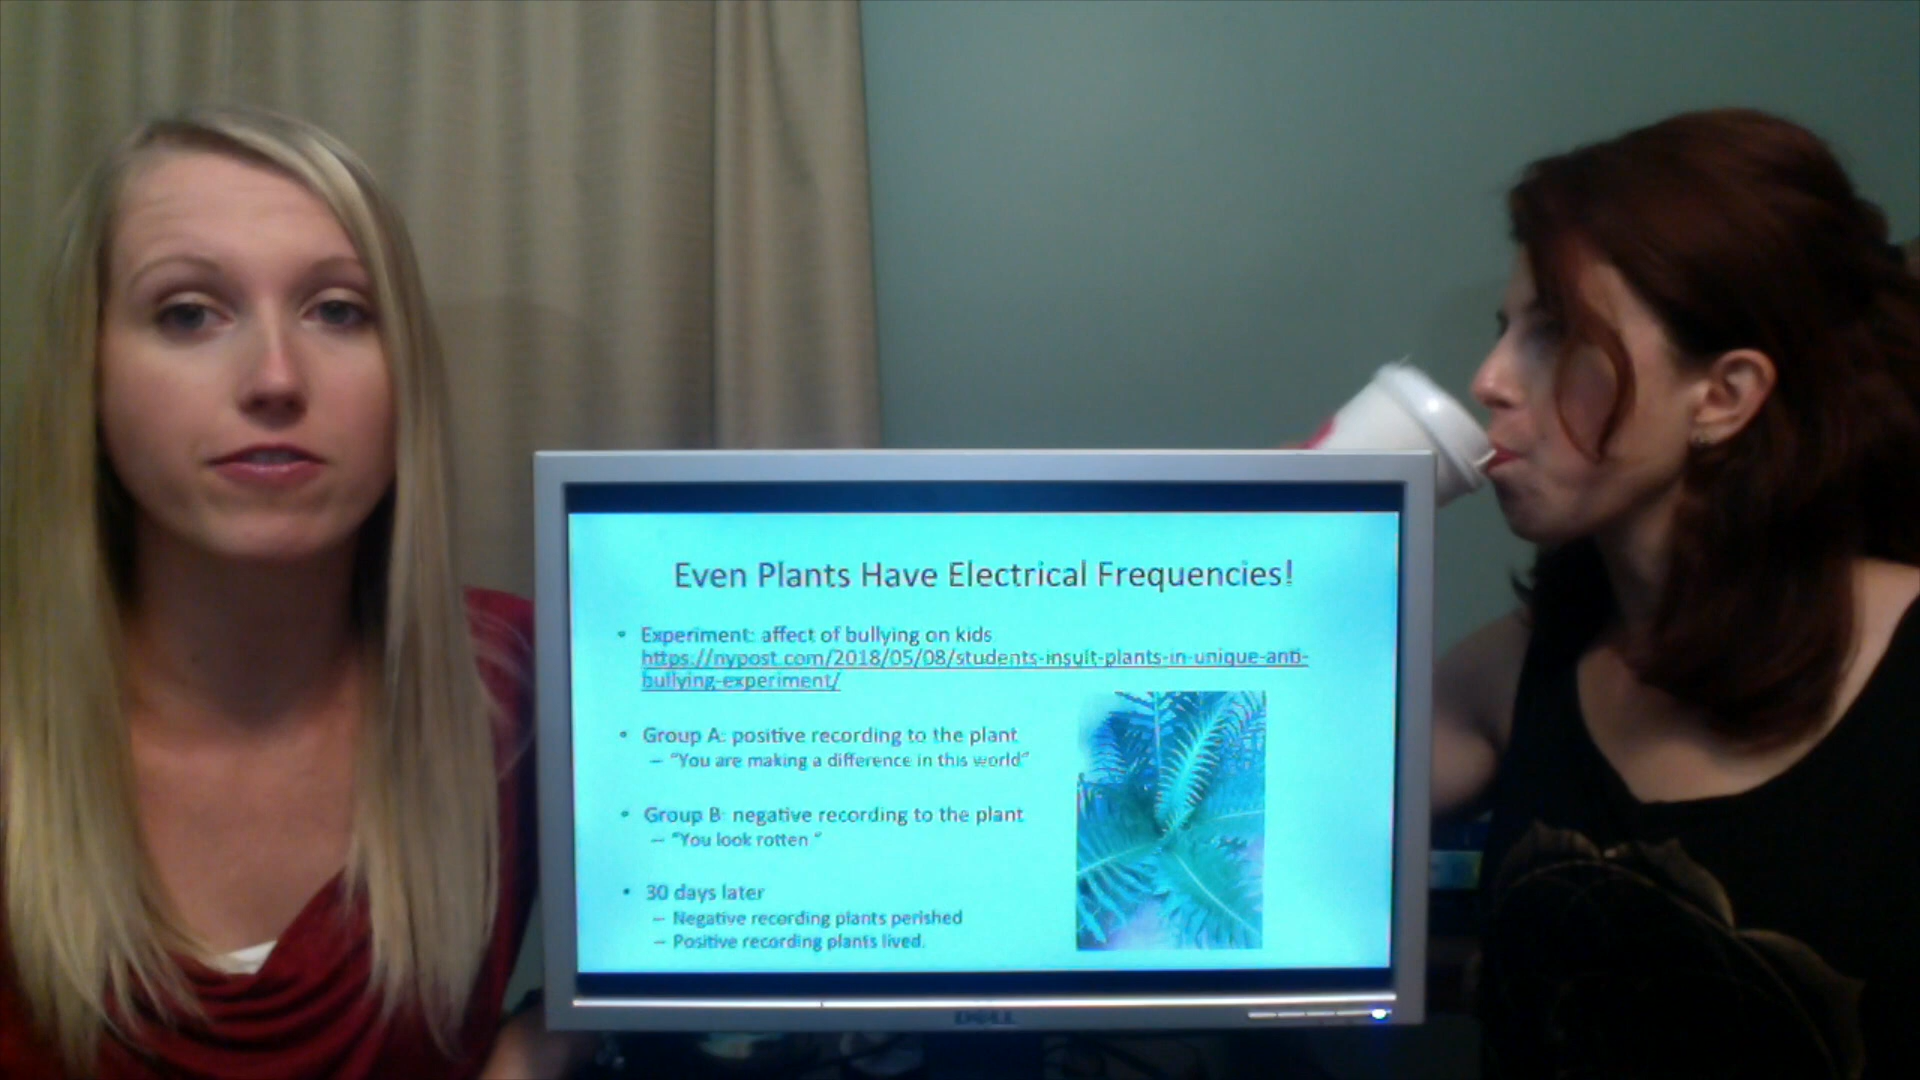 Even Plants Have Electrical Frequencies!
• Experiment: affect of bullying on kids
https://nypost.com/2018/05/08/students-insult-plants-in-unique-anti-
bullying-experiment/
• Group A: positive recording to the plant
– "You are making a difference in this world"
• Group B: negative recording to the plant
– "You look rotten "
• 30 days later
– Negative recording plants perished
– Positive recording plants lived.
DELL